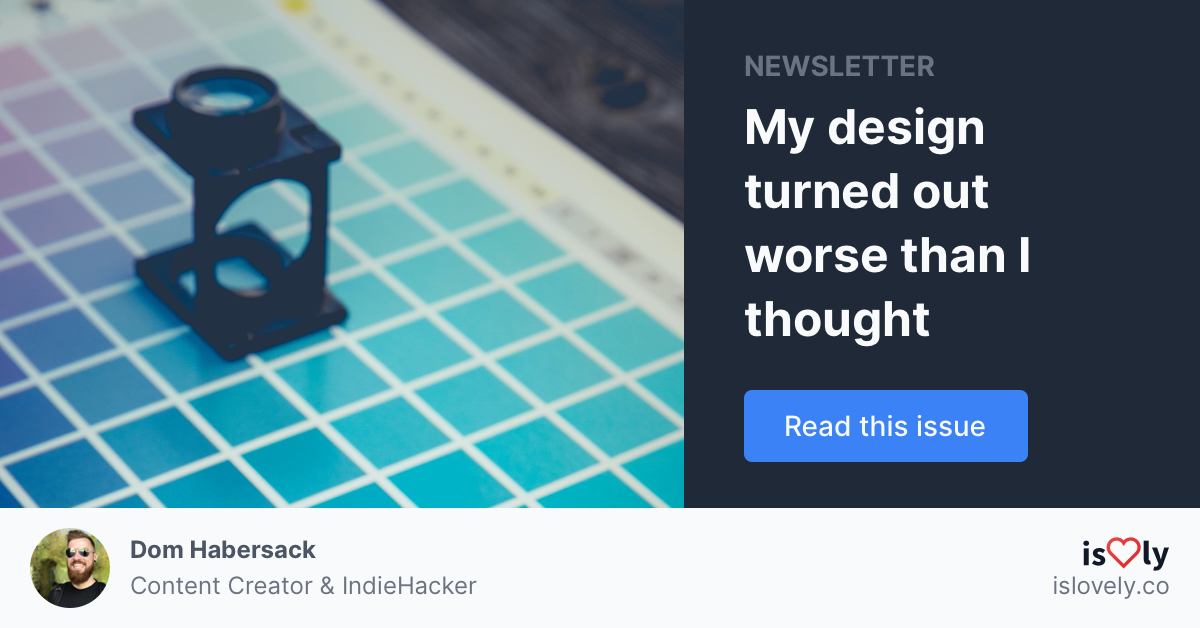 NEWSLETTER
My design
turned out
worse than I
thought
Read this issue
Dom Habersack
Content Creator & IndieHacker
is♡ly
islovely.co